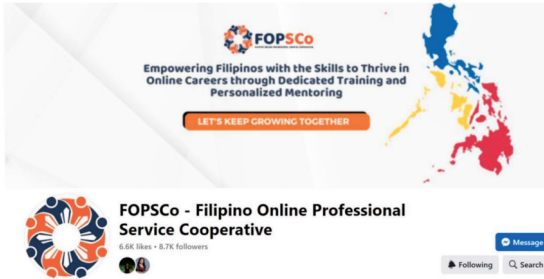 FOPSCo
Empowering Filipinos with the Skills to Thrive in
Online Careers through Dedicated Training and
Personalized Mentoring
LET'S KEEP GROWING TOGETHER
FOPSCo - Filipino Online Professional
Service Cooperative
6.6K likes • 8.7K followers
Message
Following
Search